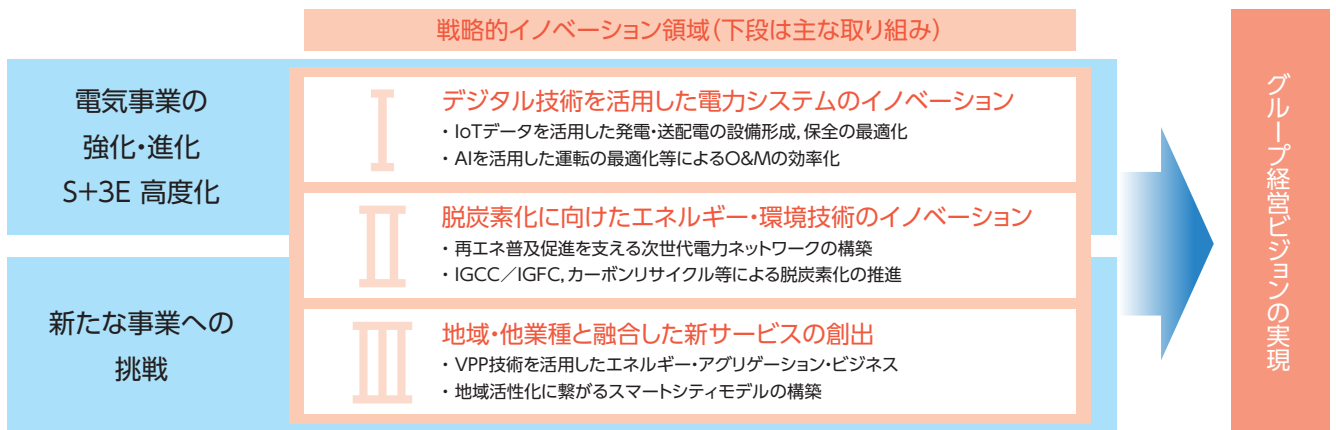 戦略的イノベーション領域（下段は主な取り組み）
電気事業の
強化・進化
S+3E 高度化
新たな事業への
挑戦
Ⅰ
デジタル技術を活用した電力システムのイノベーション
・IoTデータを活用した発電・送配電の設備形成，保全の最適化
・AIを活用した運転の最適化等によるO&Mの効率化
Ⅱ
脱炭素化に向けたエネルギー・環境技術のイノベーション
・再エネ普及促進を支える次世代電力ネットワークの構築
・IGCC／IGFC，カーボンリサイクル等による脱炭素化の推進
Ⅲ
地域・他業種と融合した新サービスの創出
・VPP技術を活用したエネルギー・アグリゲーション・ビジネス
・地域活性化に繋がるスマートシティモデルの構築
グループ経営ビジョンの実現